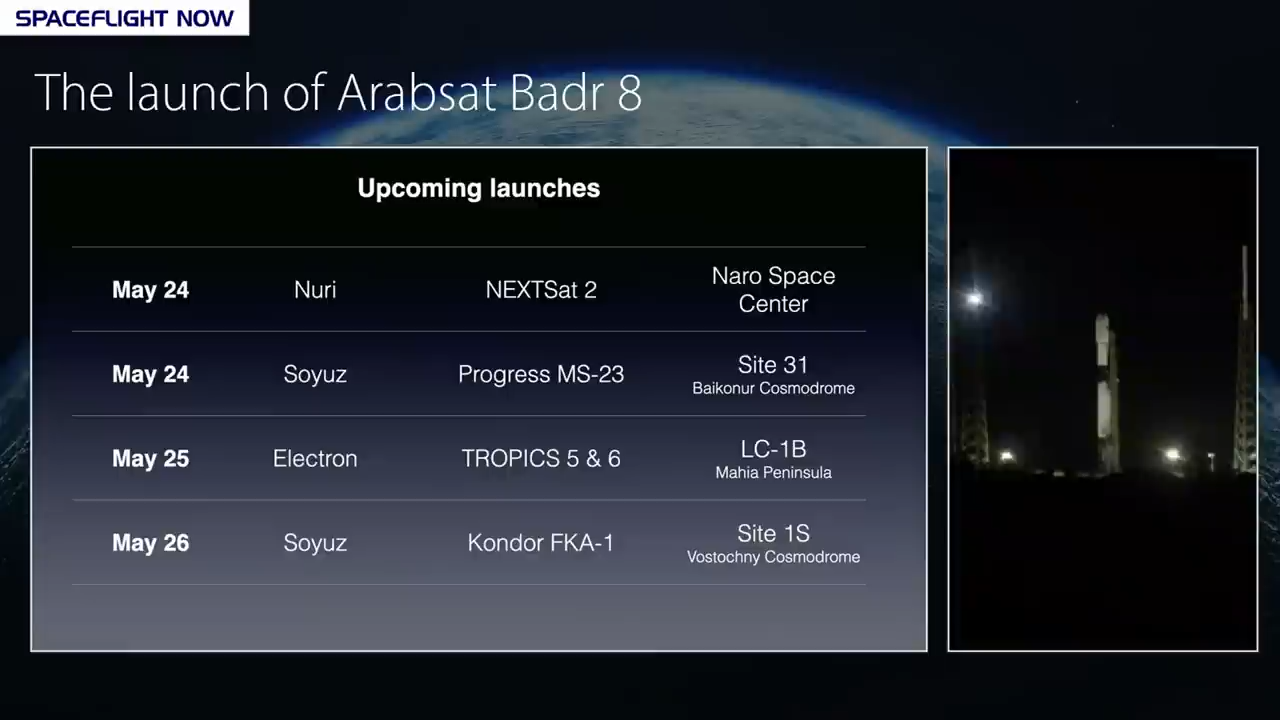 SPACEFLIGHT NOW
The launch of Arabsat Badr 8
Upcoming launches
May 24 Nuri NEXTSat 2 Naro Space Center
May 24 Soyuz Progress MS-23 Site 31
Baikonur Cosmodrome
May 25 Electron TROPICS 5 & 6 LC-1B
Mahia Peninsula
May 26 Soyuz Kondor FKA-1 Site 1S
Vostochny Cosmodrome